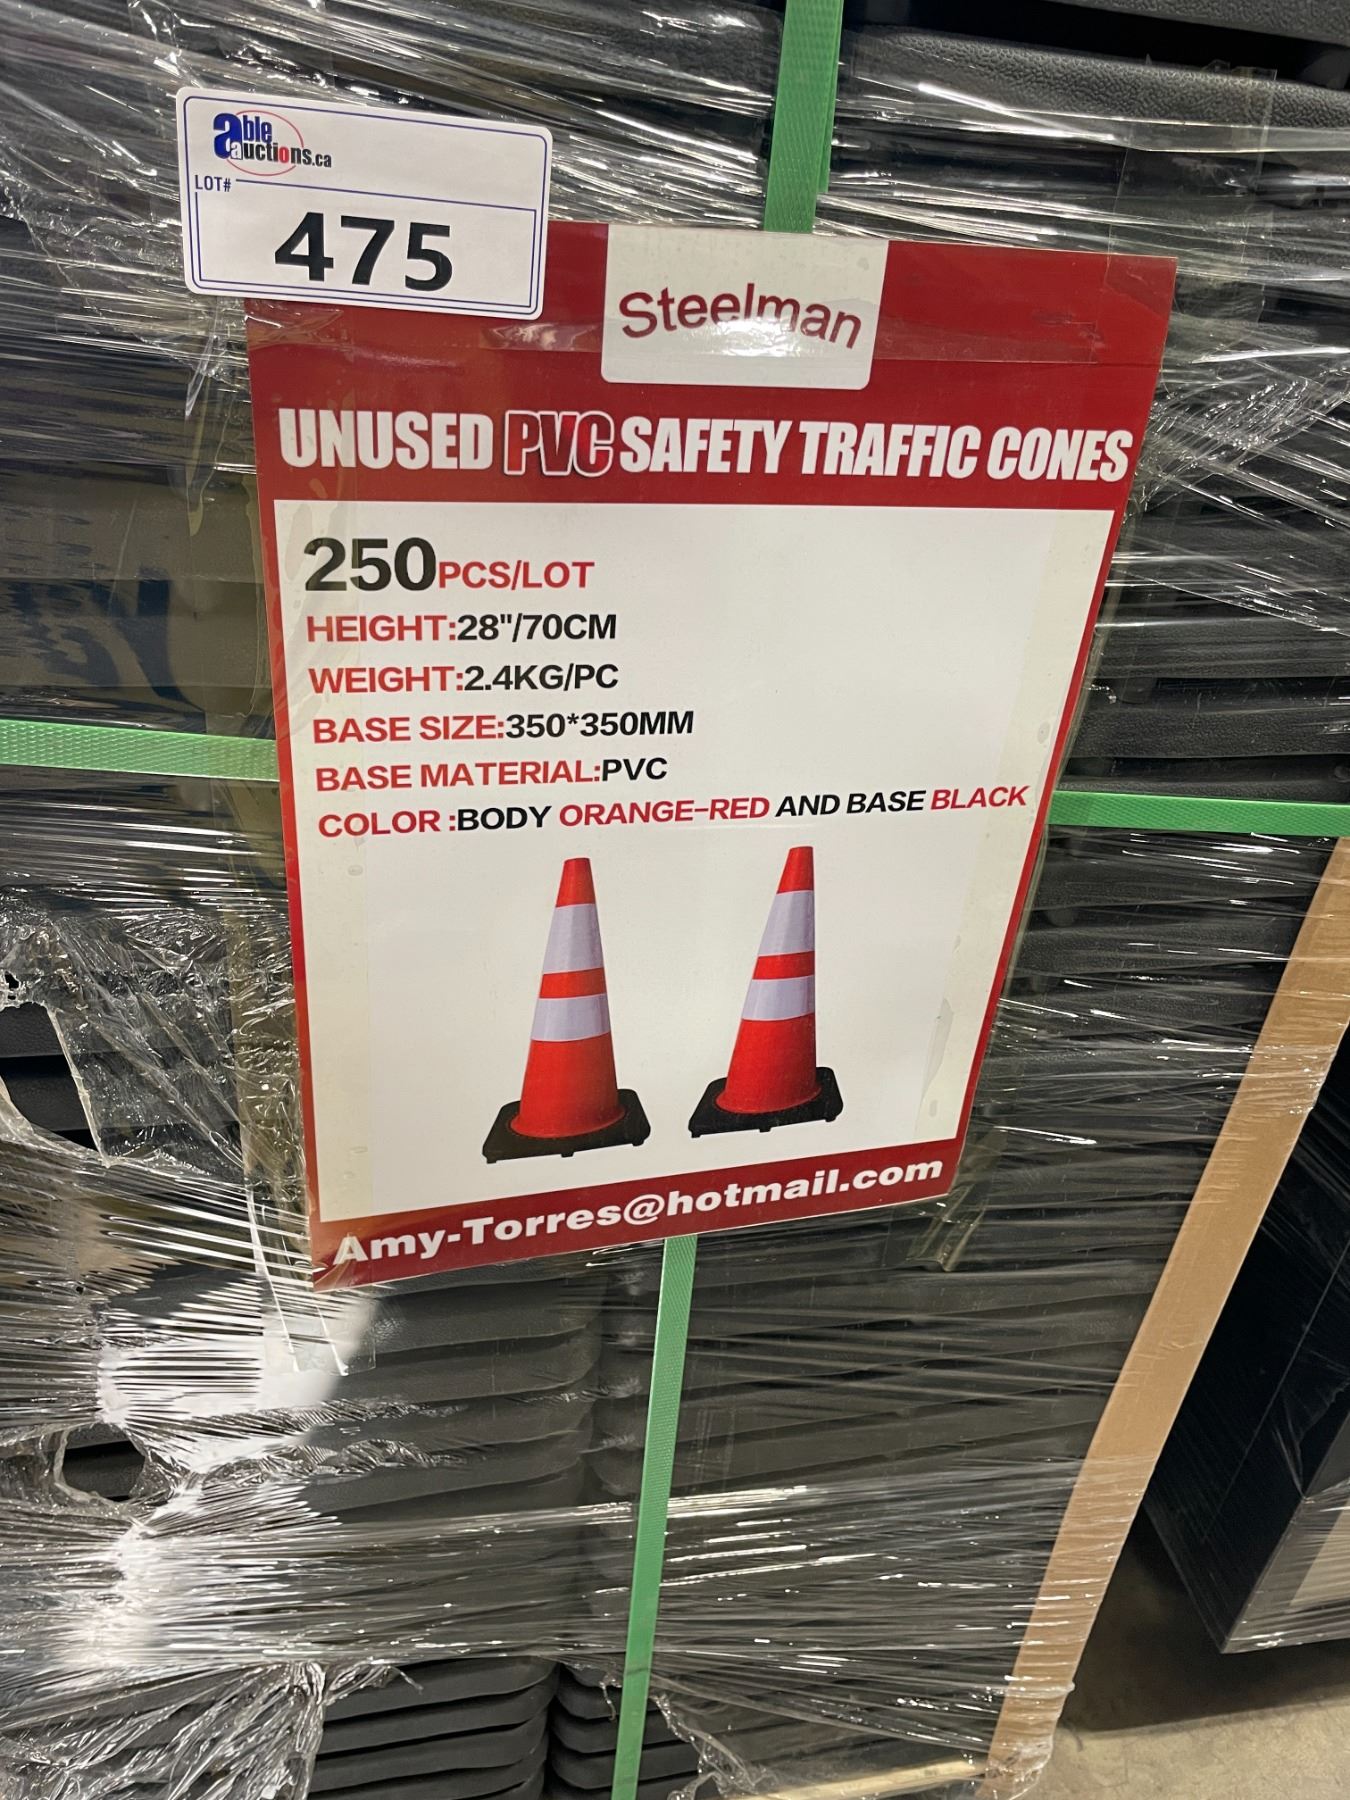 able
auctions.ca
LOT#
475
Steelman
UNUSED PVC SAFETY TRAFFIC CONES
250PCS/LOT
HEIGHT:28"/70CM
WEIGHT:2.4KG/PC
BASE SIZE:350*350MM
BASE MATERIAL:PVC
COLOR :BODY ORANGE-RED AND BASE BLACK
Amy-Torres@hotmail.com